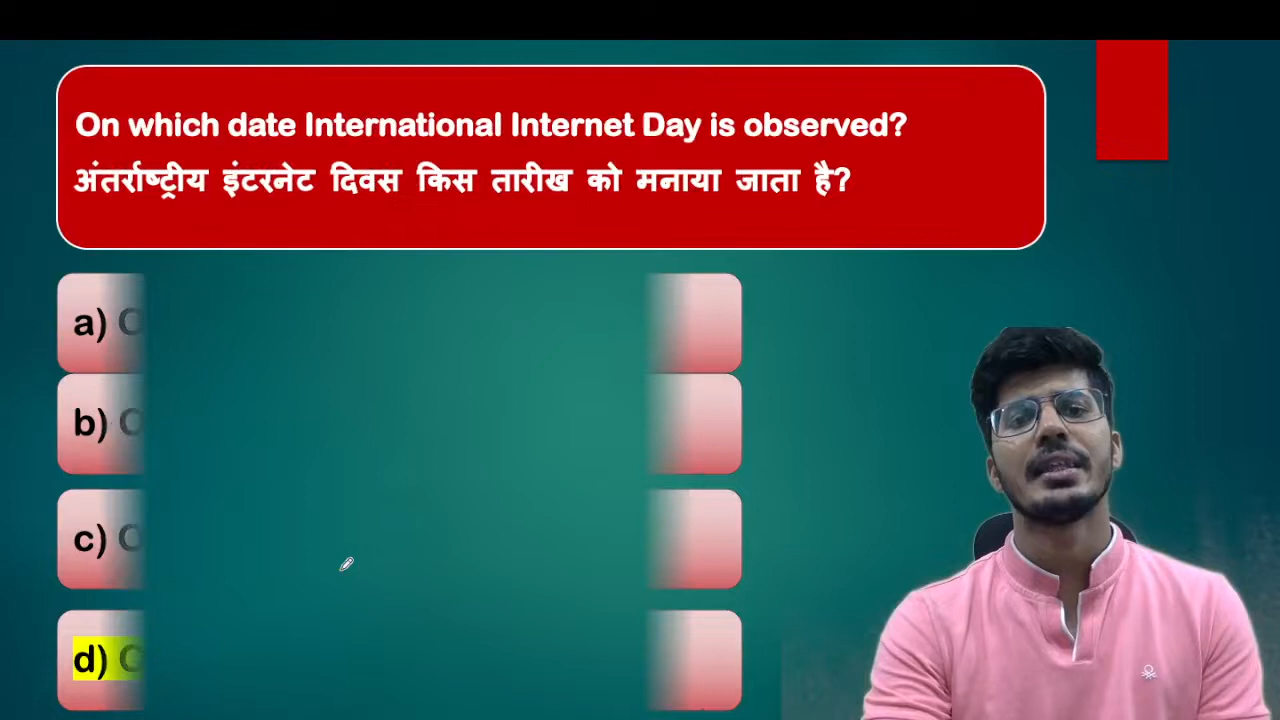 On which date International Internet Day is observed?
अंतर्राष्ट्रीय इंटरनेट दिवस किस तारीख को मनाया जाता है?
a)
b)
c)
d)